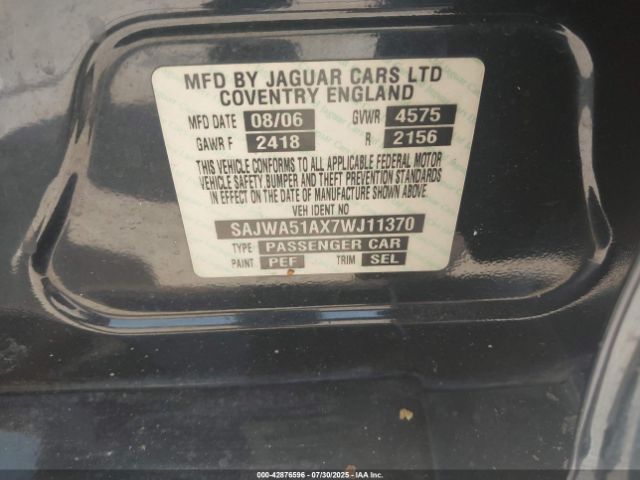 MFD BY JAGUAR CARS LTD
COVENTRY ENGLAND
MFD DATE 08/06 GVWR 4575
GAWR F 2418 R 2156
THIS VEHICLE CONFORMS TO ALL APPLICABLE FEDERAL MOTOR
VEHICLE SAFETY, BUMPER AND THEFT PREVENTION STANDARDS
IN EFFECT ON THE DATE OF MANUFACTURE SHOWN ABOVE
VEH IDENT NO
SAJWA51AX7WJ11370
TYPE PASSENGER CAR
PAINT PEF TRIM SEL
000-42876596 - 07/30/2025 - IAAI.COM